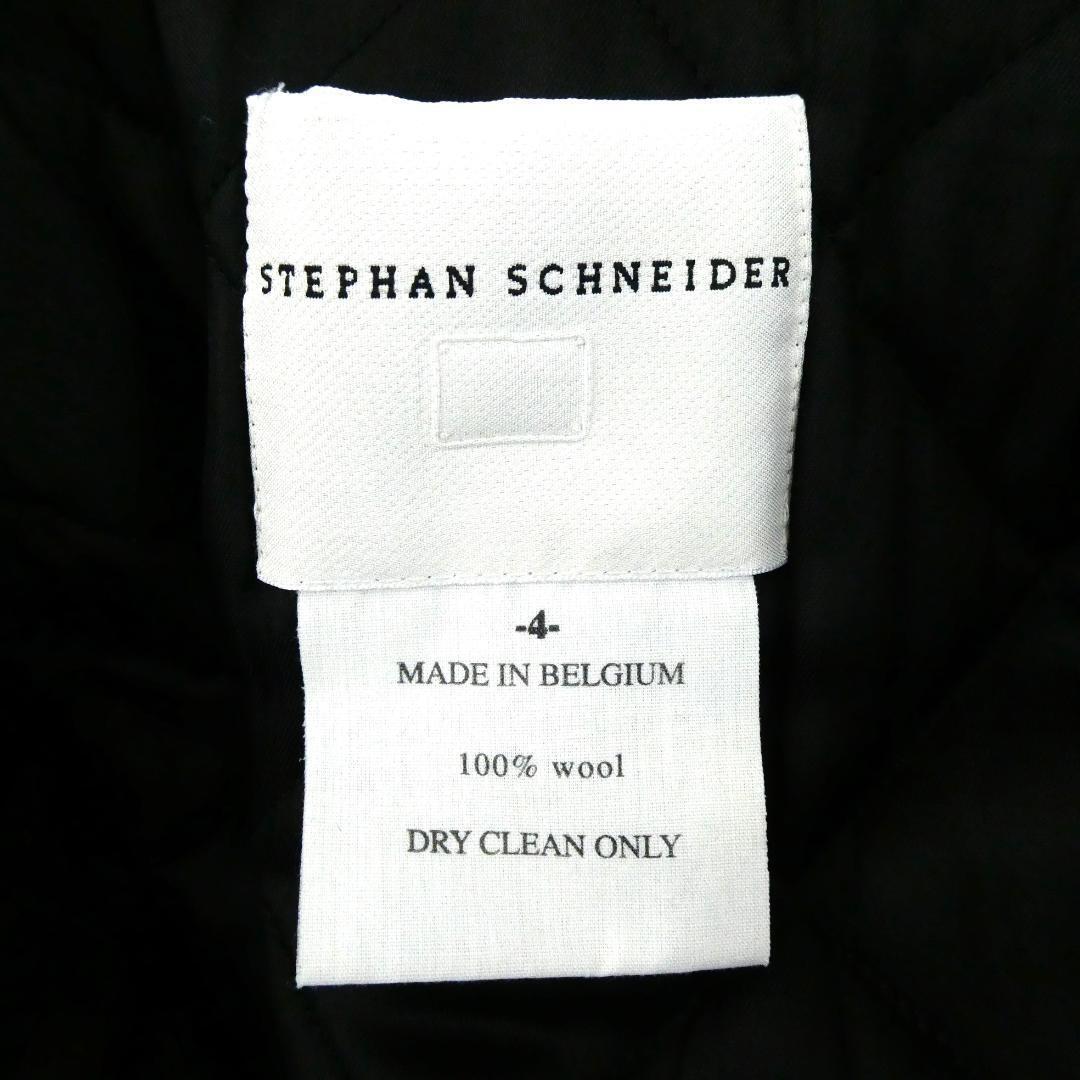 STEPHAN SCHNEIDER
-4-
MADE IN BELGIUM
100% wool
DRY CLEAN ONLY